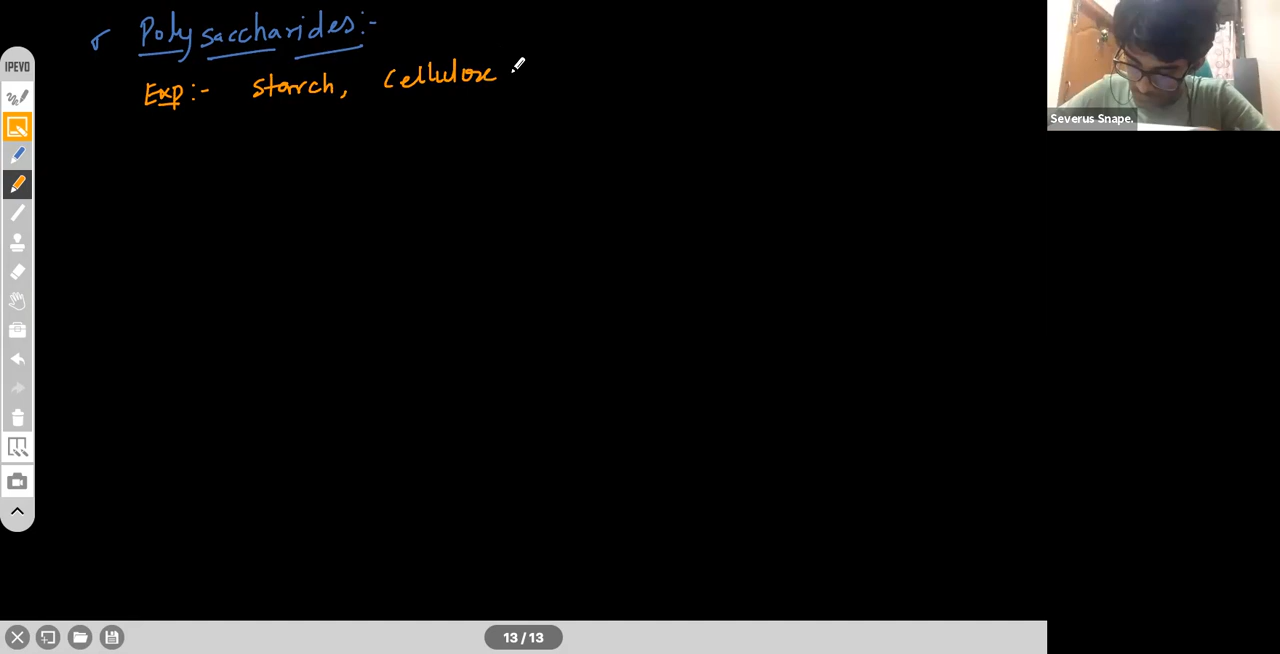 Polysaccharides:-
Exp:- starch, cellulose
IPEVO
Severus Snape.
13/13